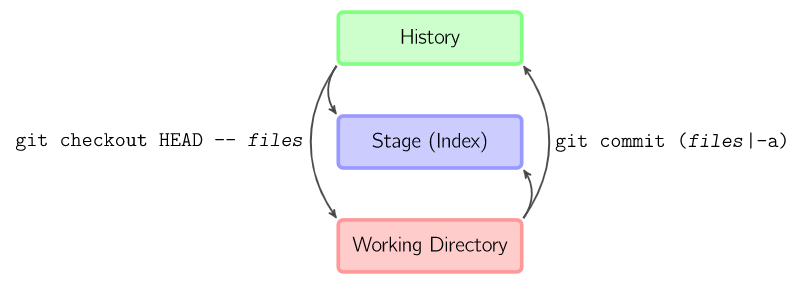 History
git checkout HEAD -- files
Stage (Index)
git commit (files|-a)
Working Directory